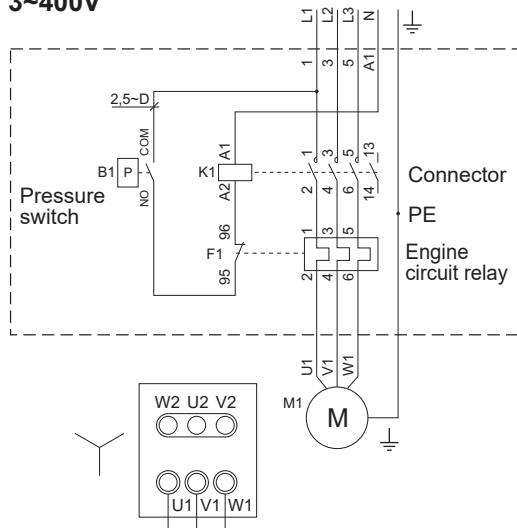 3~400V
L1 L2 L3 N
1 3 5 A1
2,5~D
COM
B1 P
NO
Pressure
switch
A1
K1
A2
1 3 5 13
2 4 6 14
Connector
PE
96
F1
95
1 3 5
2 4 6
Engine
circuit relay
U1 V1 W1
M1
M
W2 U2 V2
U1 V1 W1